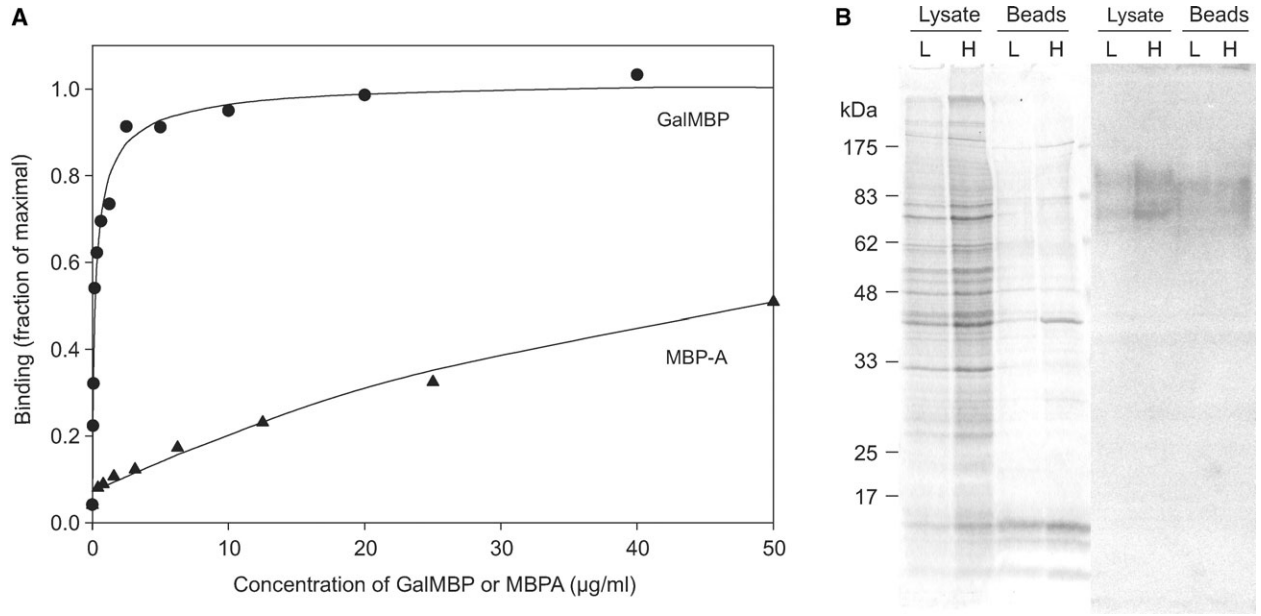 A
Binding (fraction of maximal)
1.0
0.8
0.6
0.4
0.2
0.0
GalMBP
MBP-A
0 10 20 30 40 50
Concentration of GalMBP or MBPA (µg/ml)
B
Lysate Beads Lysate Beads
L H L H L H L H
kDa
175
83
62
48
33
25
17